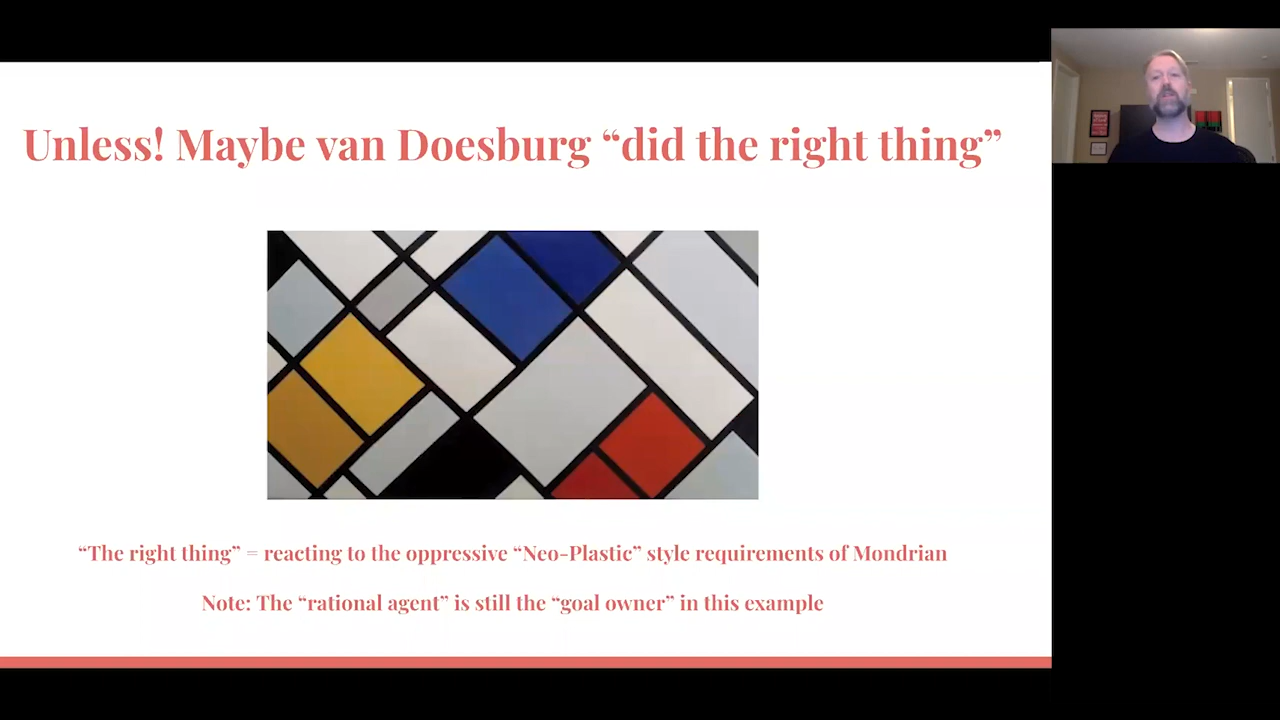 Unless! Maybe van Doesburg “did the right thing”
“The right thing” = reacting to the oppressive “Neo-Plastic” style requirements of Mondrian
Note: The “rational agent” is still the “goal owner” in this example